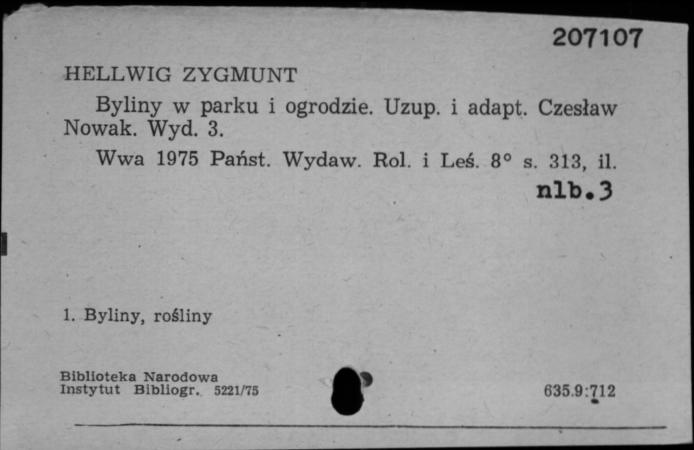 207107
HELLWIG ZYGMUNT
Byliny w parku i ogrodzie. Uzup. i adapt. Czesław
Nowak. Wyd. 3.
Wwa 1975 Państ. Wydaw. Rol. i Leś. 8° s. 313, il.
nlb.3
1. Byliny, rośliny
Biblioteka Narodowa
Instytut Bibliogr. 5221/75
635.9:712